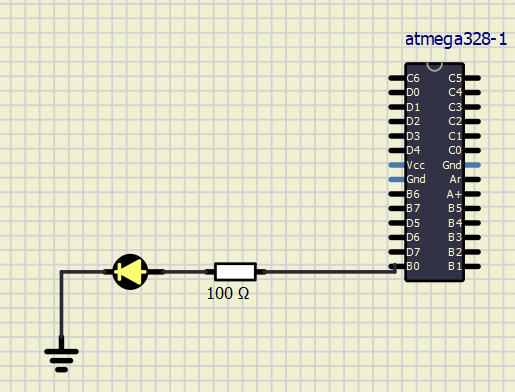 atmega328-1
C6 C5
D0 C4
D1 C3
D2 C2
D3 C1
D4 C0
Vcc Gnd
Gnd Ar
B6 A+
B7 B5
D5 B4
D6 B3
D7 B2
B0 B1
100 Ω